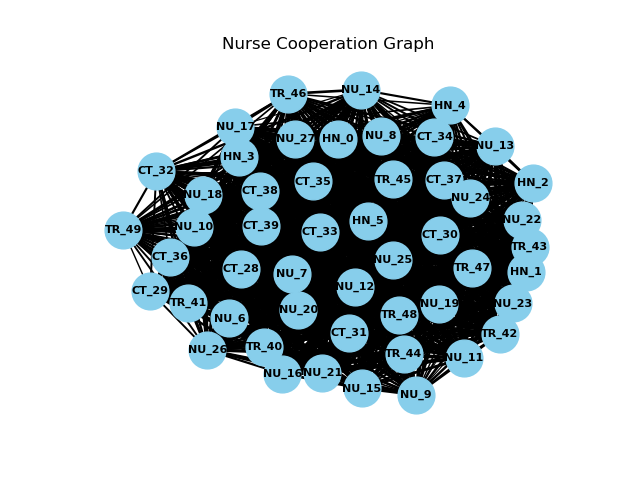 Nurse Cooperation Graph
NU_14
TR_46
HN_4
NU_17
NU_8
CT_34
NU_27
HN_0
NU_13
HN_3
CT_32
TR_45
CT_37
CT_35
HN_2
CT_38
NU_18
NU_24
NU_22
HN_5
NU_10
CT_39
TR_49
CT_33
CT_30
TR_43
CT_36
NU_25
CT_28
TR_47
HN_1
NU_7
NU_12
CT_29
TR_41
NU_23
NU_19
NU_20
TR_48
NU_6
CT_31
TR_42
TR_40
NU_26
TR_44
NU_11
NU_16
NU_21
NU_15
NU_9